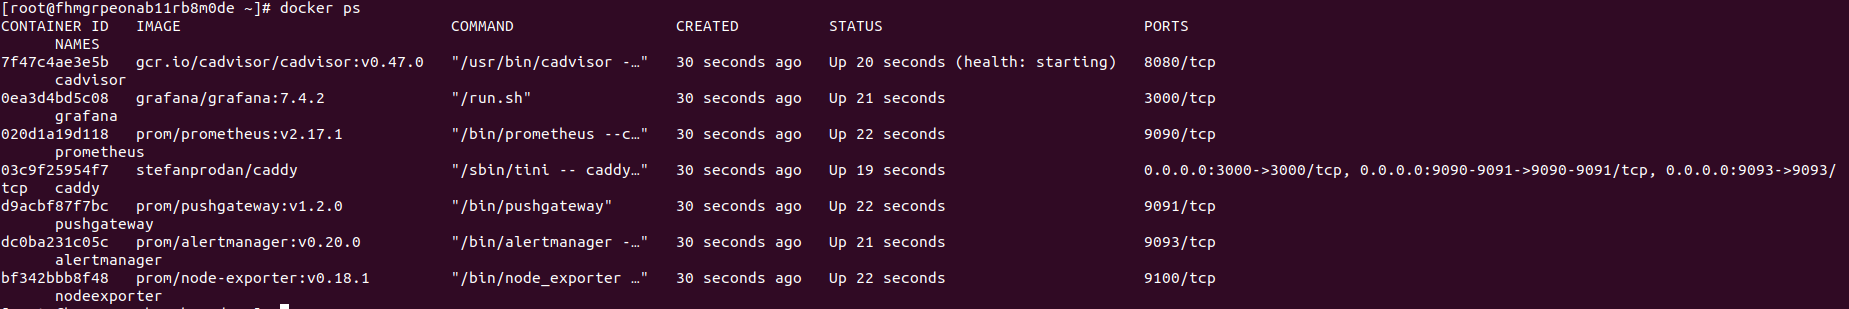 [root@fhmgrpeonab11rb8m0de ~]# docker ps
CONTAINER ID   IMAGE                              COMMAND                  CREATED          STATUS                             PORTS
      NAMES
7f47c4ae3e5b   gcr.io/cadvisor/cadvisor:v0.47.0   "/usr/bin/cadvisor -…"   30 seconds ago   Up 20 seconds (health: starting)   8080/tcp
      cadvisor
0ea3d4bd5c08   grafana/grafana:7.4.2              "/run.sh"                30 seconds ago   Up 21 seconds                      3000/tcp
      grafana
020d1a19d118   prom/prometheus:v2.17.1            "/bin/prometheus --c…"   30 seconds ago   Up 22 seconds                      9090/tcp
      prometheus
03c9f25954f7   stefanprodan/caddy                 "/sbin/tini -- caddy…"   30 seconds ago   Up 19 seconds                      0.0.0.0:3000->3000/tcp, 0.0.0.0:9090-9091->9090-9091/tcp, 0.0.0.0:9093->9093/
tcp   caddy
d9acbf87f7bc   prom/pushgateway:v1.2.0            "/bin/pushgateway"       30 seconds ago   Up 22 seconds                      9091/tcp
      pushgateway
dc0ba231c05c   prom/alertmanager:v0.20.0          "/bin/alertmanager -…"   30 seconds ago   Up 21 seconds                      9093/tcp
      alertmanager
bf342bbb8f48   prom/node-exporter:v0.18.1         "/bin/node_exporter …"   30 seconds ago   Up 22 seconds                      9100/tcp
      nodeexporter